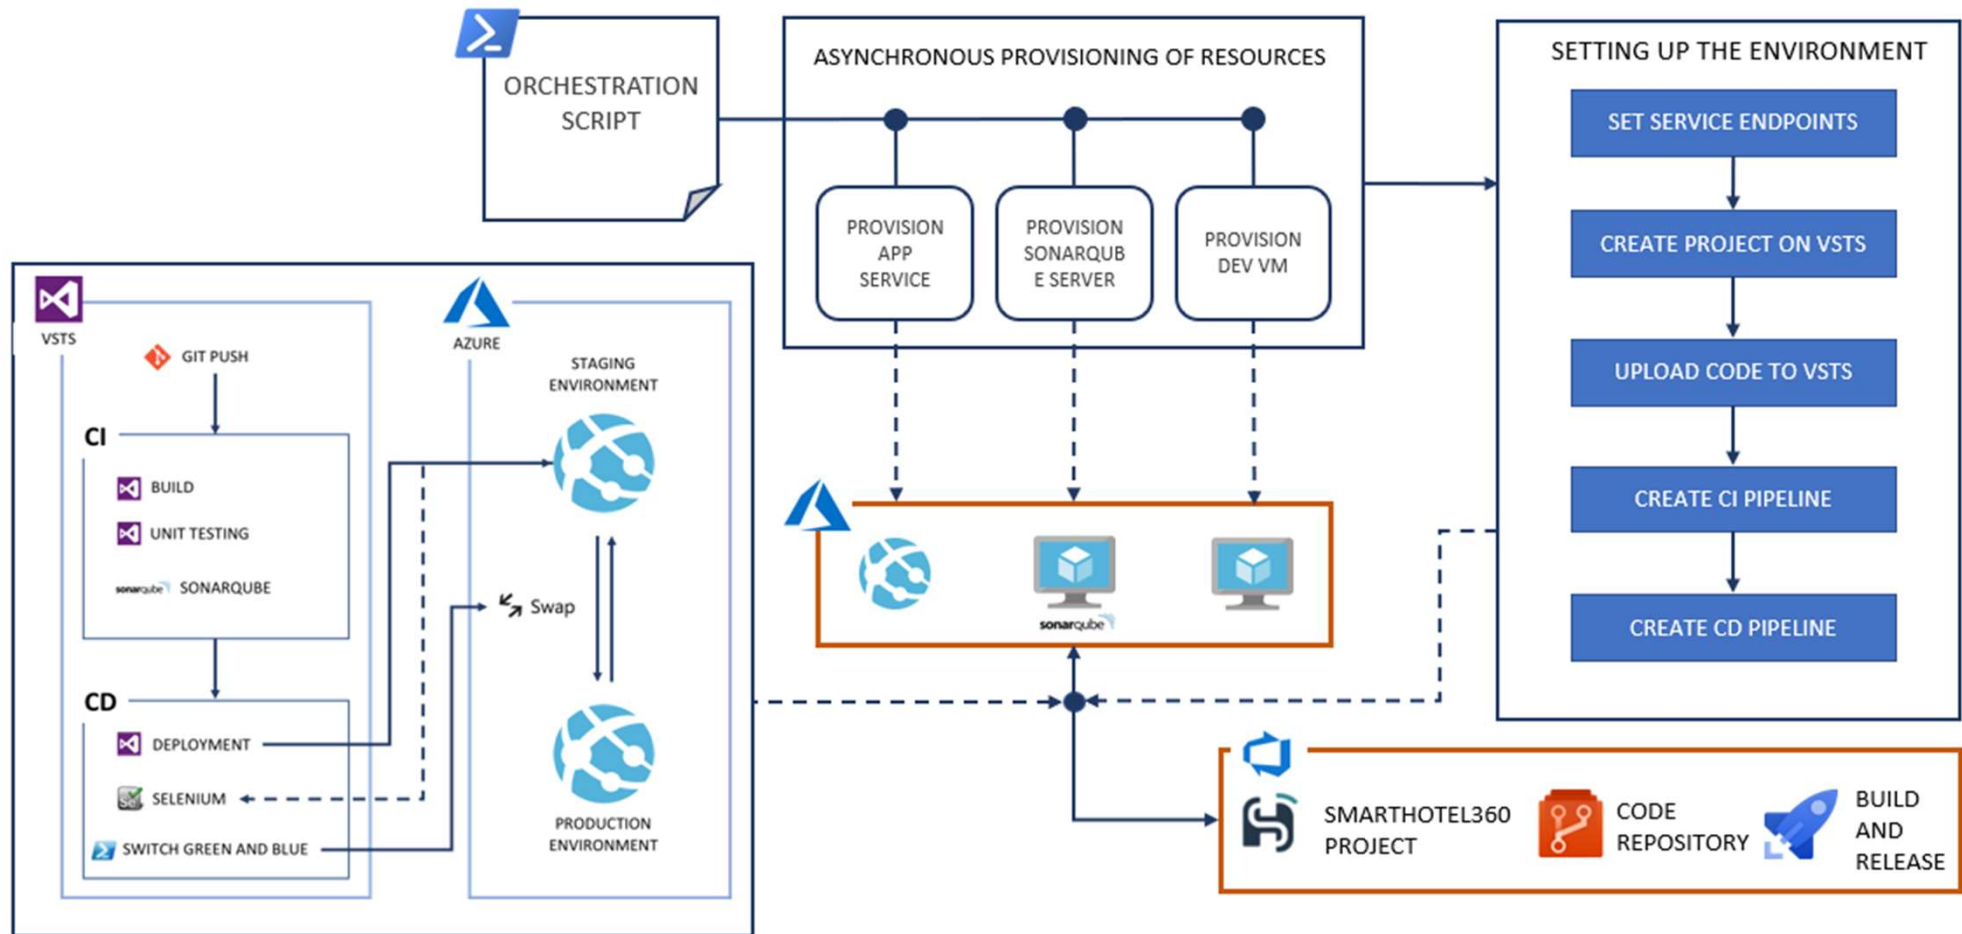 ORCHESTRATION
SCRIPT
ASYNCHRONOUS PROVISIONING OF RESOURCES
PROVISION
APP
SERVICE
PROVISION
SONARQUB
E SERVER
PROVISION
DEV VM
SETTING UP THE ENVIRONMENT
SET SERVICE ENDPOINTS
CREATE PROJECT ON VSTS
UPLOAD CODE TO VSTS
CREATE CI PIPELINE
CREATE CD PIPELINE
VSTS
GIT PUSH
CI
BUILD
UNIT TESTING
sonarqube SONARQUBE
CD
DEPLOYMENT
Se SELENIUM
SWITCH GREEN AND BLUE
AZURE
STAGING
ENVIRONMENT
Swap
PRODUCTION
ENVIRONMENT
sonarqube
SMARTHOTEL360
PROJECT
CODE
REPOSITORY
BUILD
AND
RELEASE